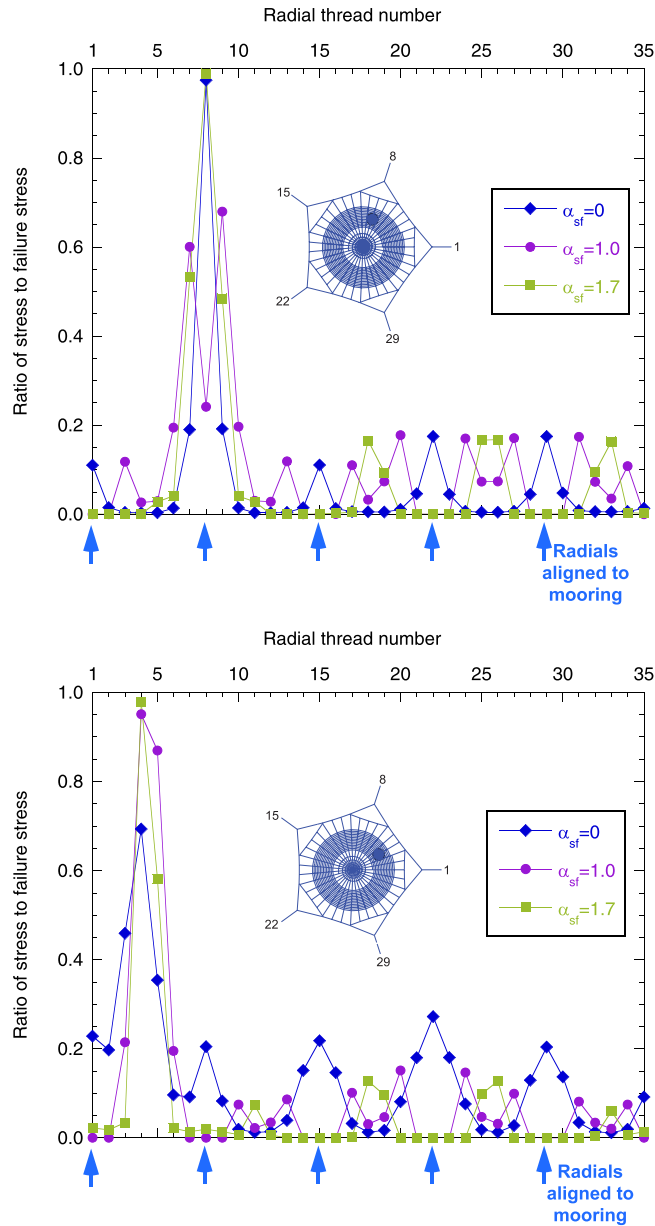 Radial thread number
1 5 10 15 20 25 30 35
1.0
0.8
0.6
0.4
0.2
0.0
Ratio of stress to failure stress
8
15
1
22
29
α_sf=0
α_sf=1.0
α_sf=1.7
Radials
aligned to
mooring
Radial thread number
1 5 10 15 20 25 30 35
1.0
0.8
0.6
0.4
0.2
0.0
Ratio of stress to failure stress
8
15
1
22
29
α_sf=0
α_sf=1.0
α_sf=1.7
Radials
aligned to
mooring